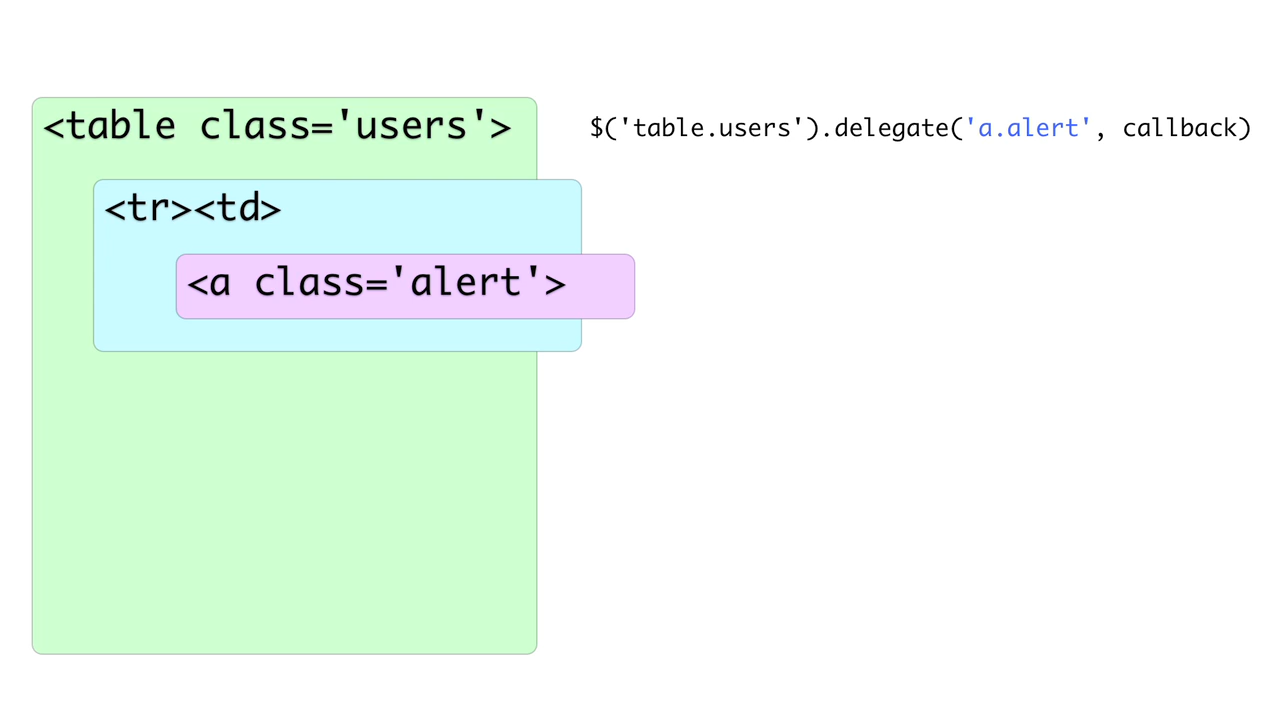 <table class='users'>
$('table.users').delegate('a.alert', callback)
<tr><td>
<a class='alert'>